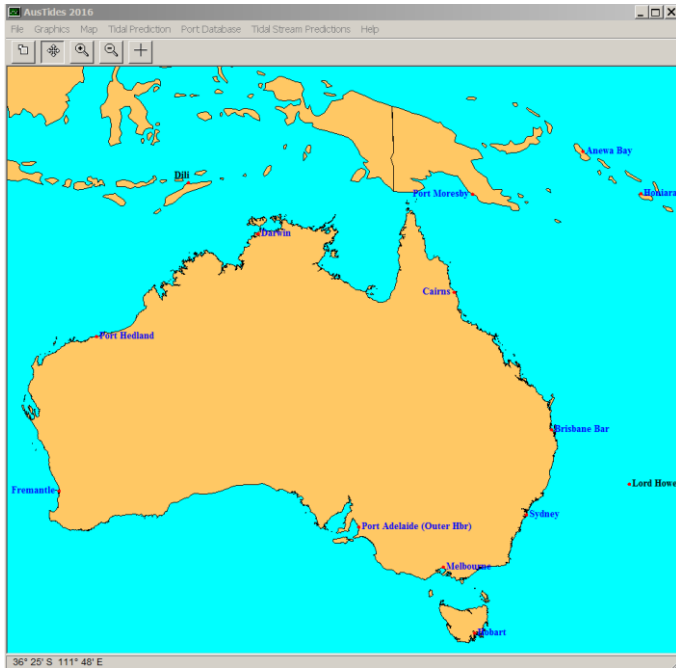 AusTides 2016
File Graphics Map Tidal Prediction Port Database Tidal Stream Predictions Help
Anewa Bay
Dili
Port Moresby
Honiara
Darwin
Cairns
Port Hedland
Brisbane Bar
Lord Howe
Fremantle
Sydney
Port Adelaide (Outer Hbr)
Melbourne
Hobart
36° 25' S 111° 48' E